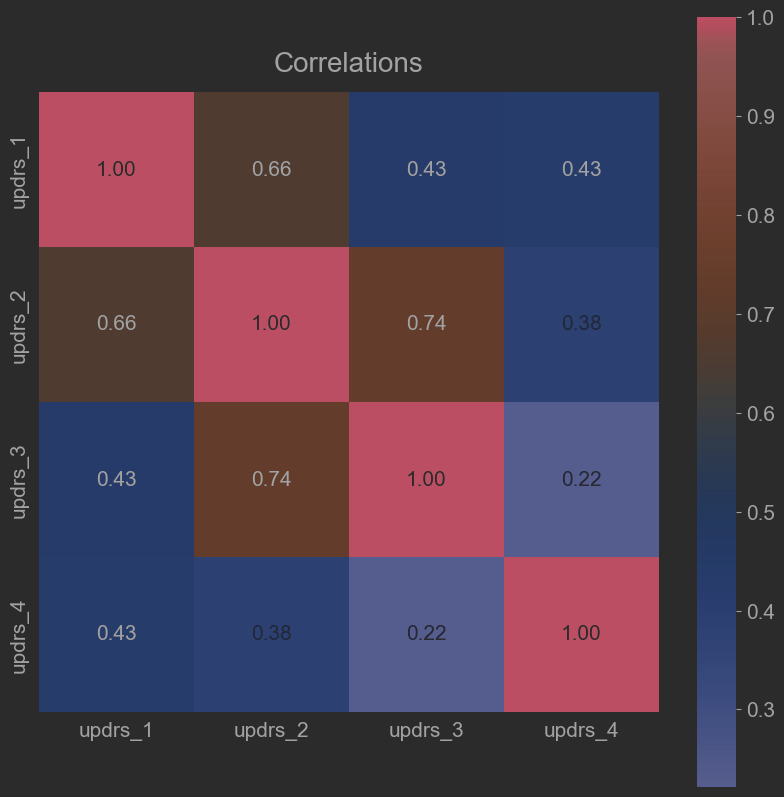 Correlations
updrs_1
1.00 0.66 0.43 0.43
updrs_2
0.66 1.00 0.74 0.38
updrs_3
0.43 0.74 1.00 0.22
updrs_4
0.43 0.38 0.22 1.00
updrs_1 updrs_2 updrs_3 updrs_4
1.0
0.9
0.8
0.7
0.6
0.5
0.4
0.3